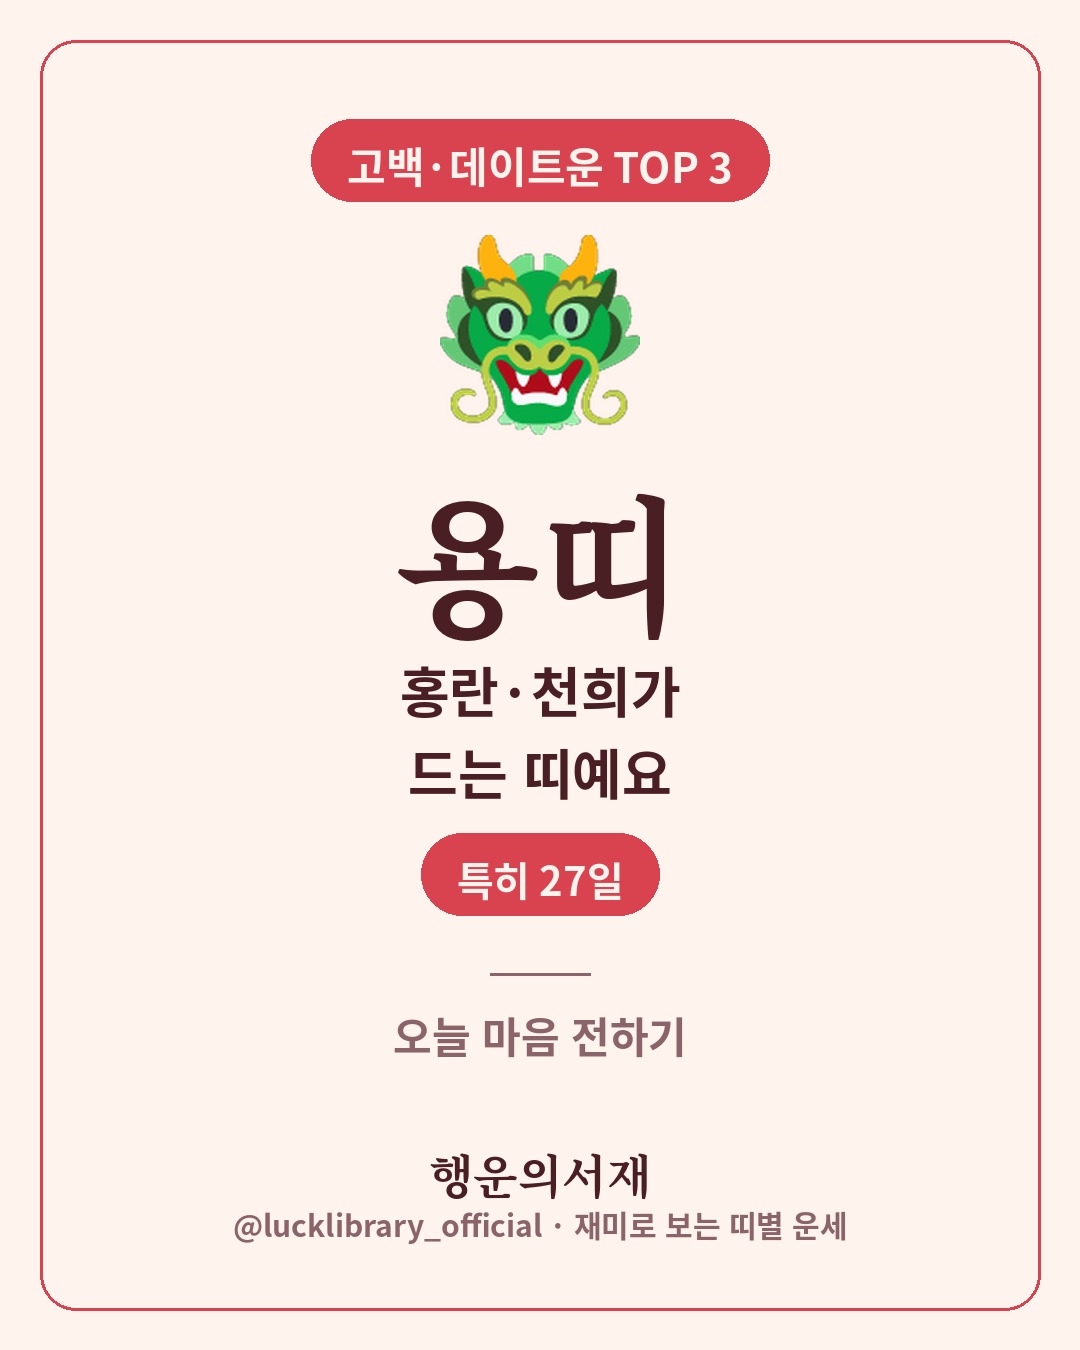 고백·데이트운 TOP 3
용띠
홍란·천희가
드는 띠예요
특히 27일
오늘 마음 전하기
행운의서재
@lucklibrary_official · 재미로 보는 띠별 운세